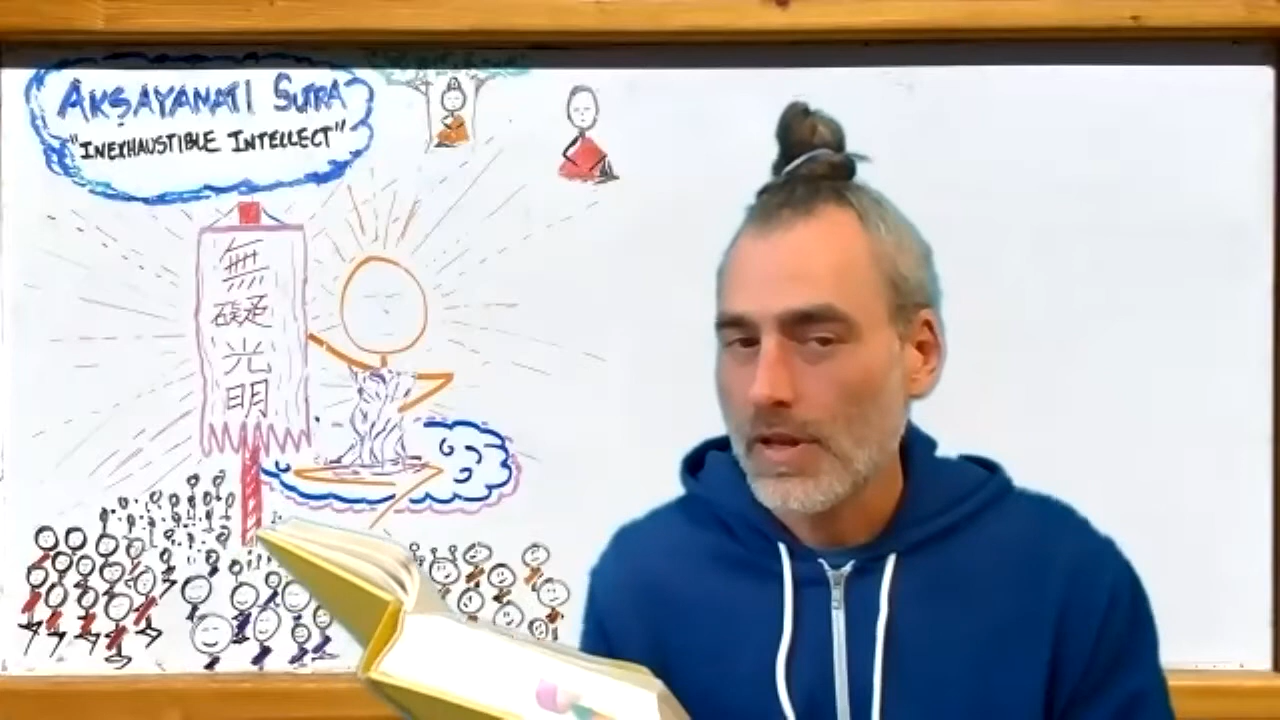 AKṢAYAMATI SUTRA
"INEXHAUSTIBLE INTELLECT"
無
礙
光
明